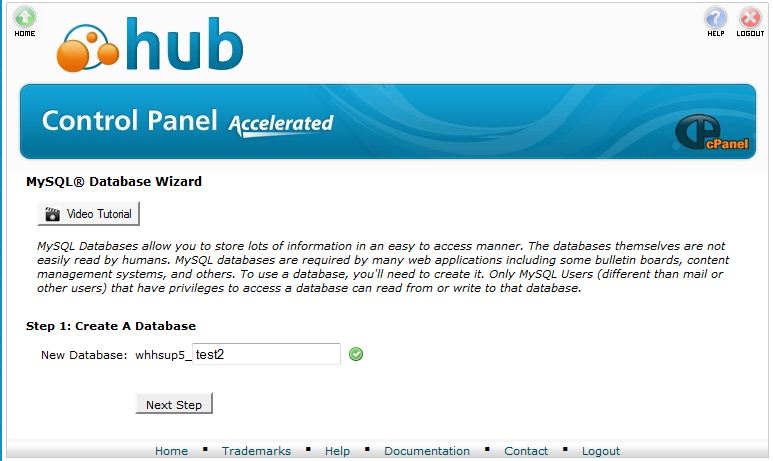 HOME
hub
HELP LOGOUT
Control Panel Accelerated
cPanel
MySQL® Database Wizard
Video Tutorial
MySQL Databases allow you to store lots of information in an easy to access manner. The databases themselves are not
easily read by humans. MySQL databases are required by many web applications including some bulletin boards, content
management systems, and others. To use a database, you'll need to create it. Only MySQL Users (different than mail or
other users) that have privileges to access a database can read from or write to that database.
Step 1: Create A Database
New Database: whhsup5_test2
Next Step
Home ▪ Trademarks ▪ Help ▪ Documentation ▪ Contact ▪ Logout